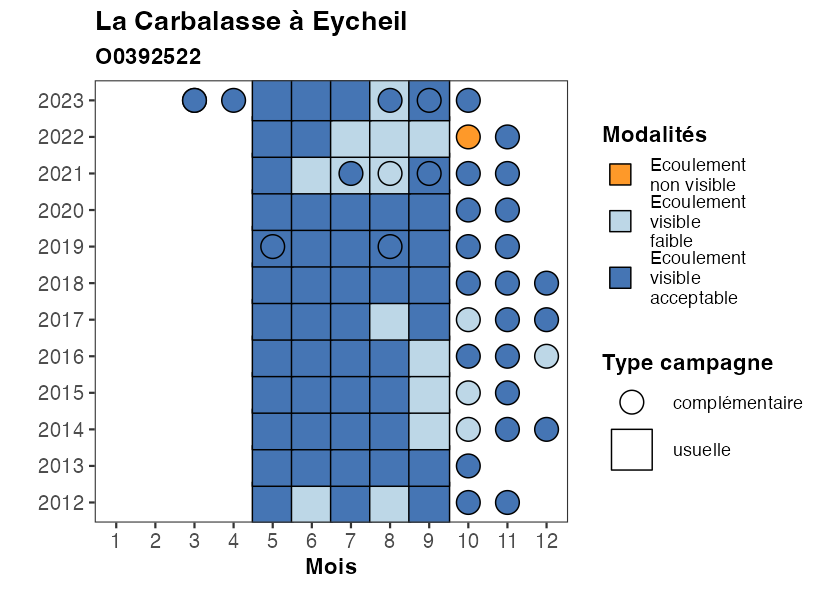 La Carbalasse à Eycheil
O0392522
2023
2022
2021
2020
2019
2018
2017
2016
2015
2014
2013
2012
1 2 3 4 5 6 7 8 9 10 11 12
Mois
Modalités
Ecoulement
non visible
Ecoulement
visible
faible
Ecoulement
visible
acceptable
Type campagne
complémentaire
usuelle